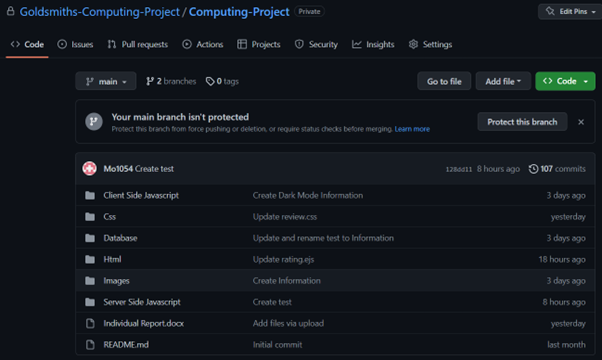 Goldsmiths-Computing-Project / Computing-Project Private Edit Pins
Code Issues Pull requests Actions Projects Security Insights Settings
main 2 branches 0 tags Go to file Add file Code
Your main branch isn't protected
Protect this branch from force pushing or deletion, or require status checks before merging. Learn more
Protect this branch
Mo1054 Create test 128dd11 8 hours ago 107 commits
Client Side Javascript Create Dark Mode Information 3 days ago
Css Update review.css yesterday
Database Update and rename test to Information 3 days ago
Html Update rating.ejs 18 hours ago
Images Create Information 3 days ago
Server Side Javascript Create test 8 hours ago
Individual Report.docx Add files via upload yesterday
README.md Initial commit last month